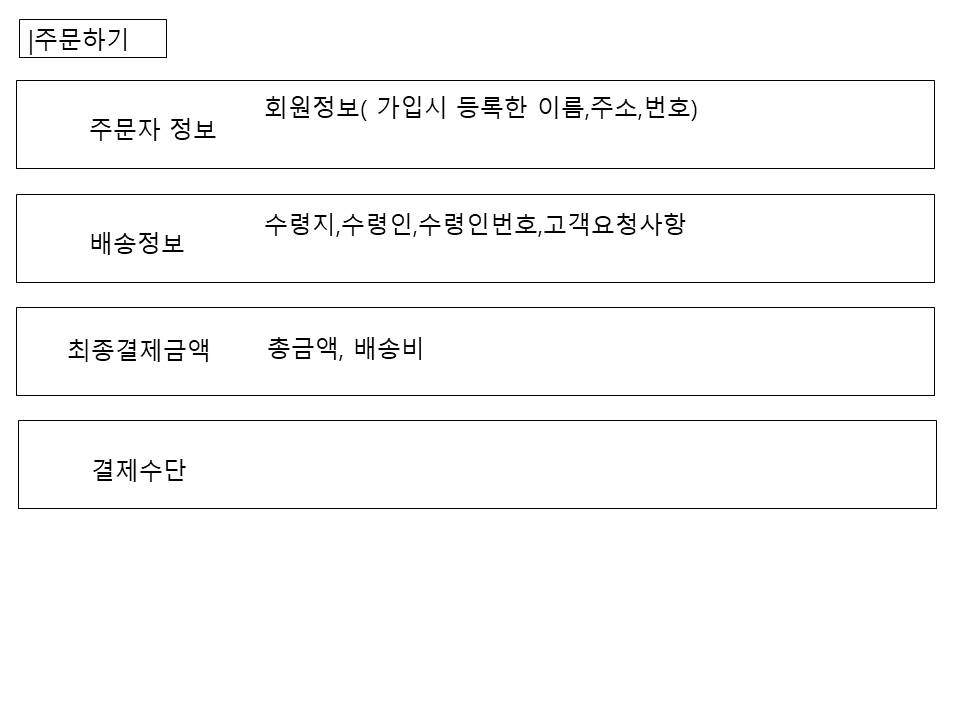 |주문하기
회원정보( 가입시 등록한 이름,주소,번호)
주문자 정보
수령지,수령인,수령인번호,고객요청사항
배송정보
최종결제금액 총금액, 배송비
결제수단